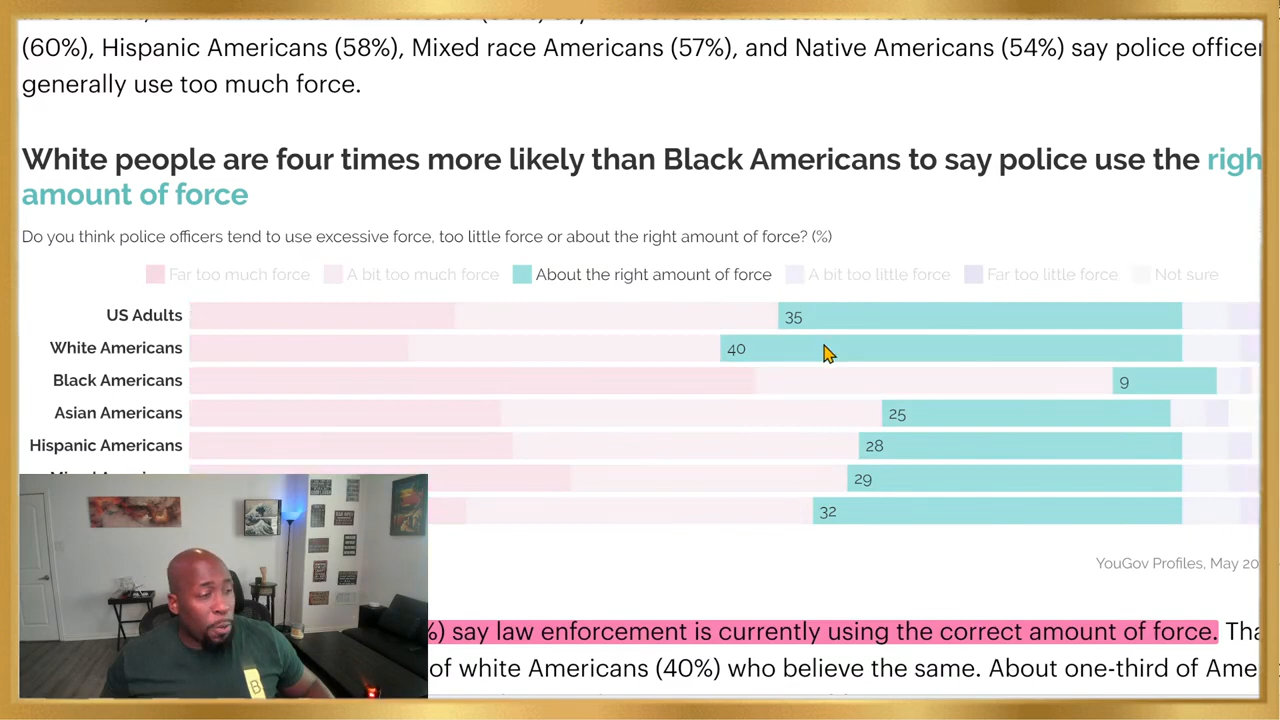 (60%), Hispanic Americans (58%), Mixed race Americans (57%), and Native Americans (54%) say police officer
generally use too much force.
White people are four times more likely than Black Americans to say police use the righ
amount of force
Do you think police officers tend to use excessive force, too little force or about the right amount of force? (%)
Far too much force A bit too much force About the right amount of force A bit too little force Far too little force Not sure
US Adults 35
White Americans 40
Black Americans 9
Asian Americans 25
Hispanic Americans 28
29
32
YouGov Profiles, May 20
%) say law enforcement is currently using the correct amount of force. Tha
of white Americans (40%) who believe the same. About one-third of Ame